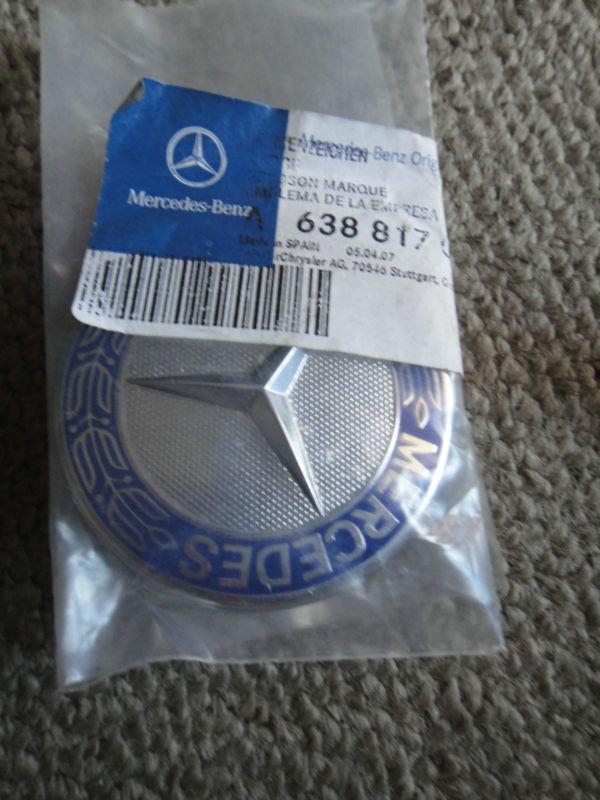 Mercedes-Benz
Mercedes-Benz Orig
MARQUE
EMBLEMA DE LA EMPRESA
A 638 817
Made in SPAIN 05.04.07
Chrysler AG, 70546 Stuttgart, G
MERCEDES